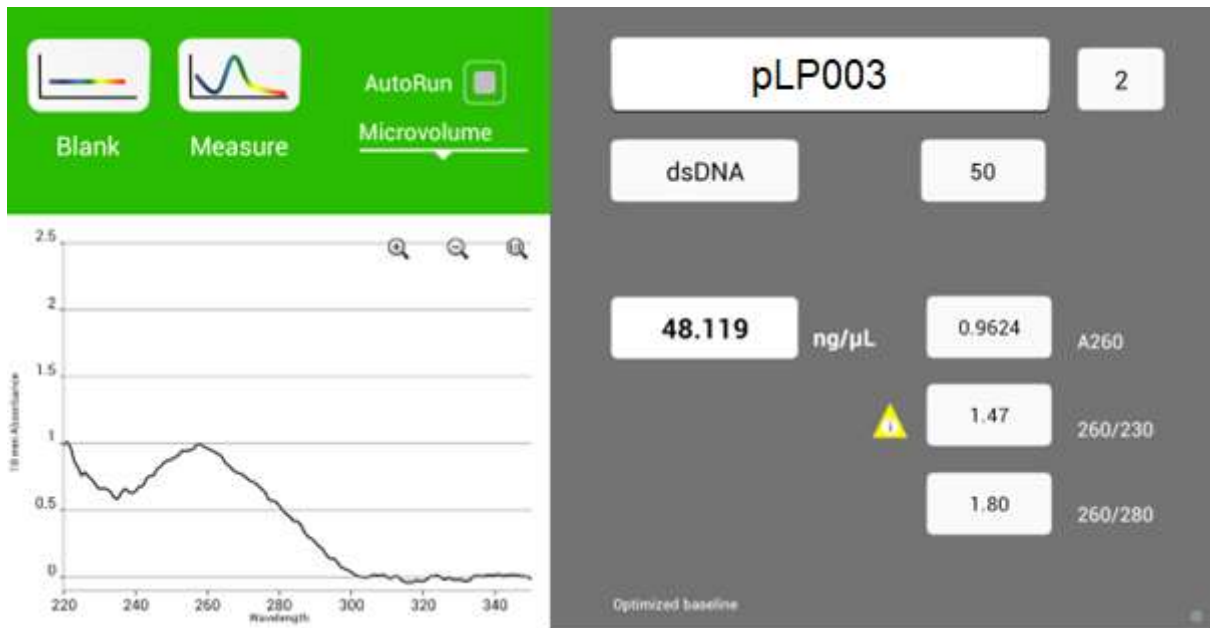 Blank
Measure
AutoRun
Microvolume
pLP003
2
dsDNA
50
48.119 ng/µL
0.9624 A260
1.47 260/230
1.80 260/280
Optimized baseline
2.5
2
1.5
1
0.5
0
220 240 260 280 300 320 340
Wavelength